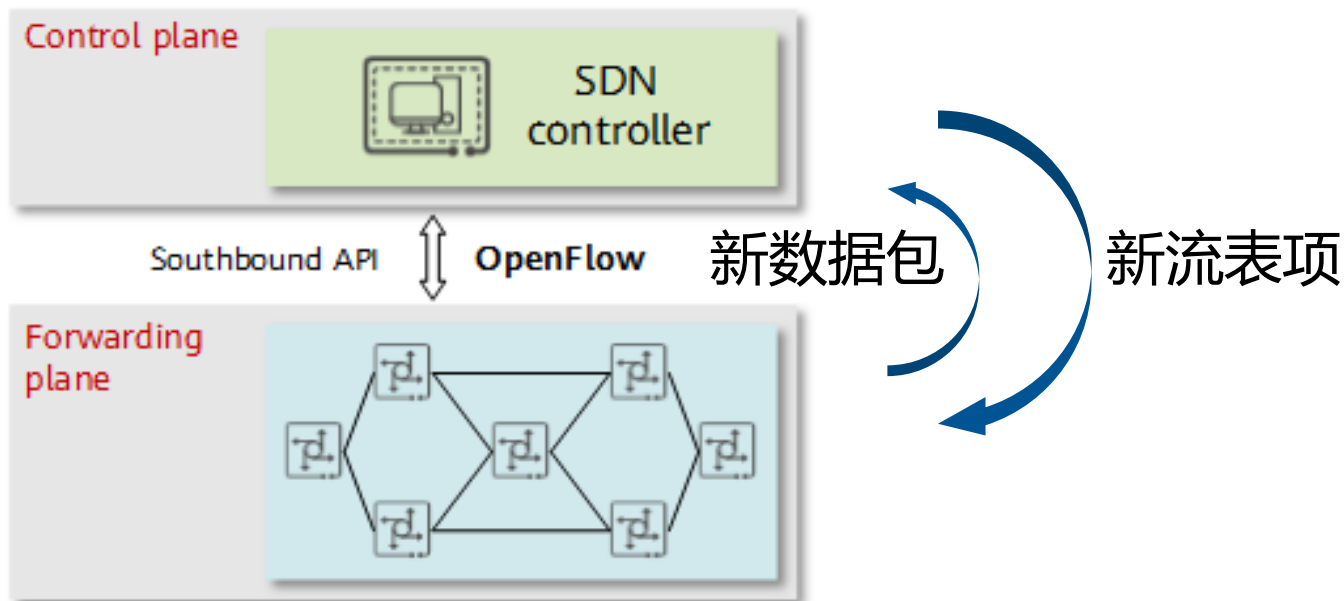 Control plane
SDN
controller
Southbound API
OpenFlow
新数据包
新流表项
Forwarding
plane